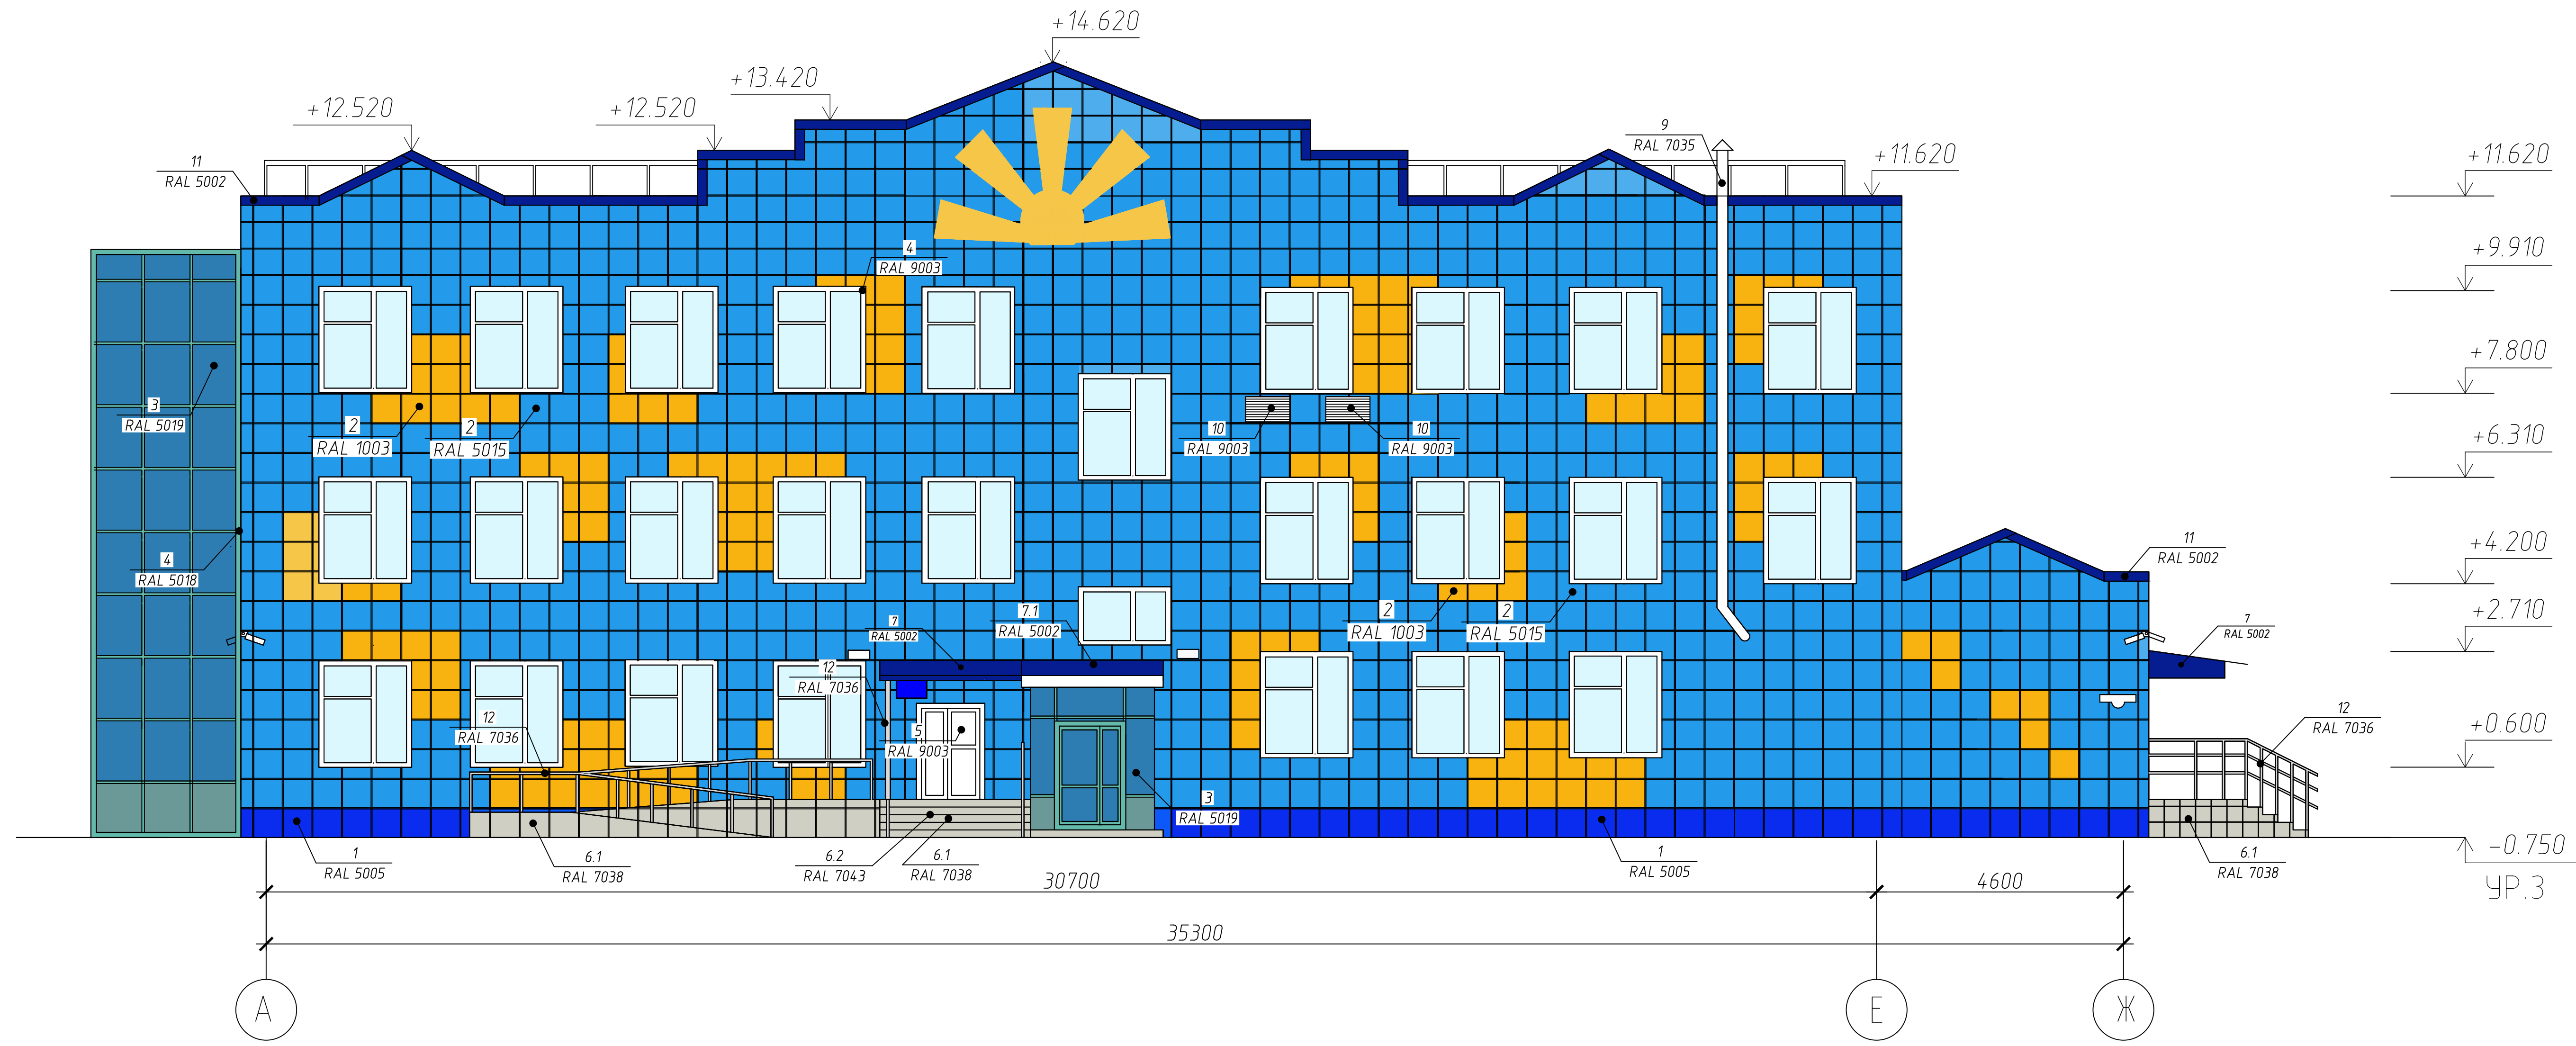 +14.620
+13.420
+12.520
+12.520
9
RAL 7035
+11.620
+11.620
11
RAL 5002
4
RAL 9003
+9.910
+7.800
3
RAL 5019
2
RAL 1003
2
RAL 5015
10
RAL 9003
10
RAL 9003
+6.310
4
RAL 5018
+4.200
11
RAL 5002
7
RAL 5002
7.1
RAL 5002
2
RAL 1003
2
RAL 5015
+2.710
7
RAL 5002
12
RAL 7036
12
RAL 7036
5
RAL 9003
12
RAL 7036
+0.600
3
RAL 5019
1
RAL 5005
6.1
RAL 7038
6.2
RAL 7043
6.1
RAL 7038
1
RAL 5005
6.1
RAL 7038
-0.750
УР.З
30700
4600
35300
А
Е
Ж